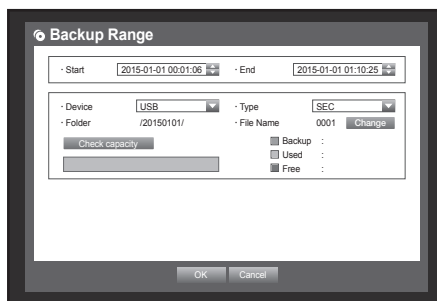 Backup Range
· Start 2015-01-01 00:01:06 · End 2015-01-01 01:10:25
· Device USB · Type SEC
· Folder /20150101/ · File Name 0001 Change
Check capacity Backup :
Used :
Free :
OK Cancel